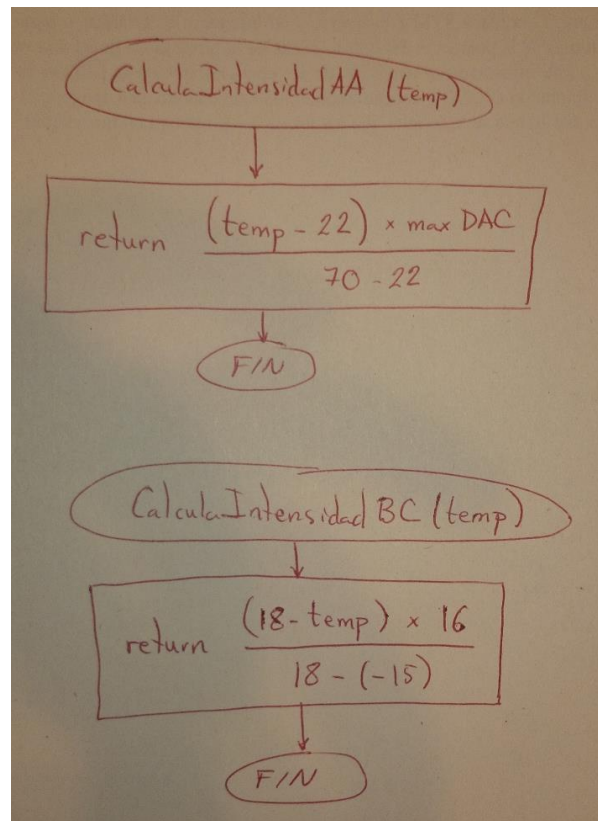 CalculaIntensidadAA (temp)
return (temp - 22) × max DAC
70 - 22
FIN
CalculaIntensidadBC (temp)
return (18 - temp) × 16
18 - (-15)
FIN